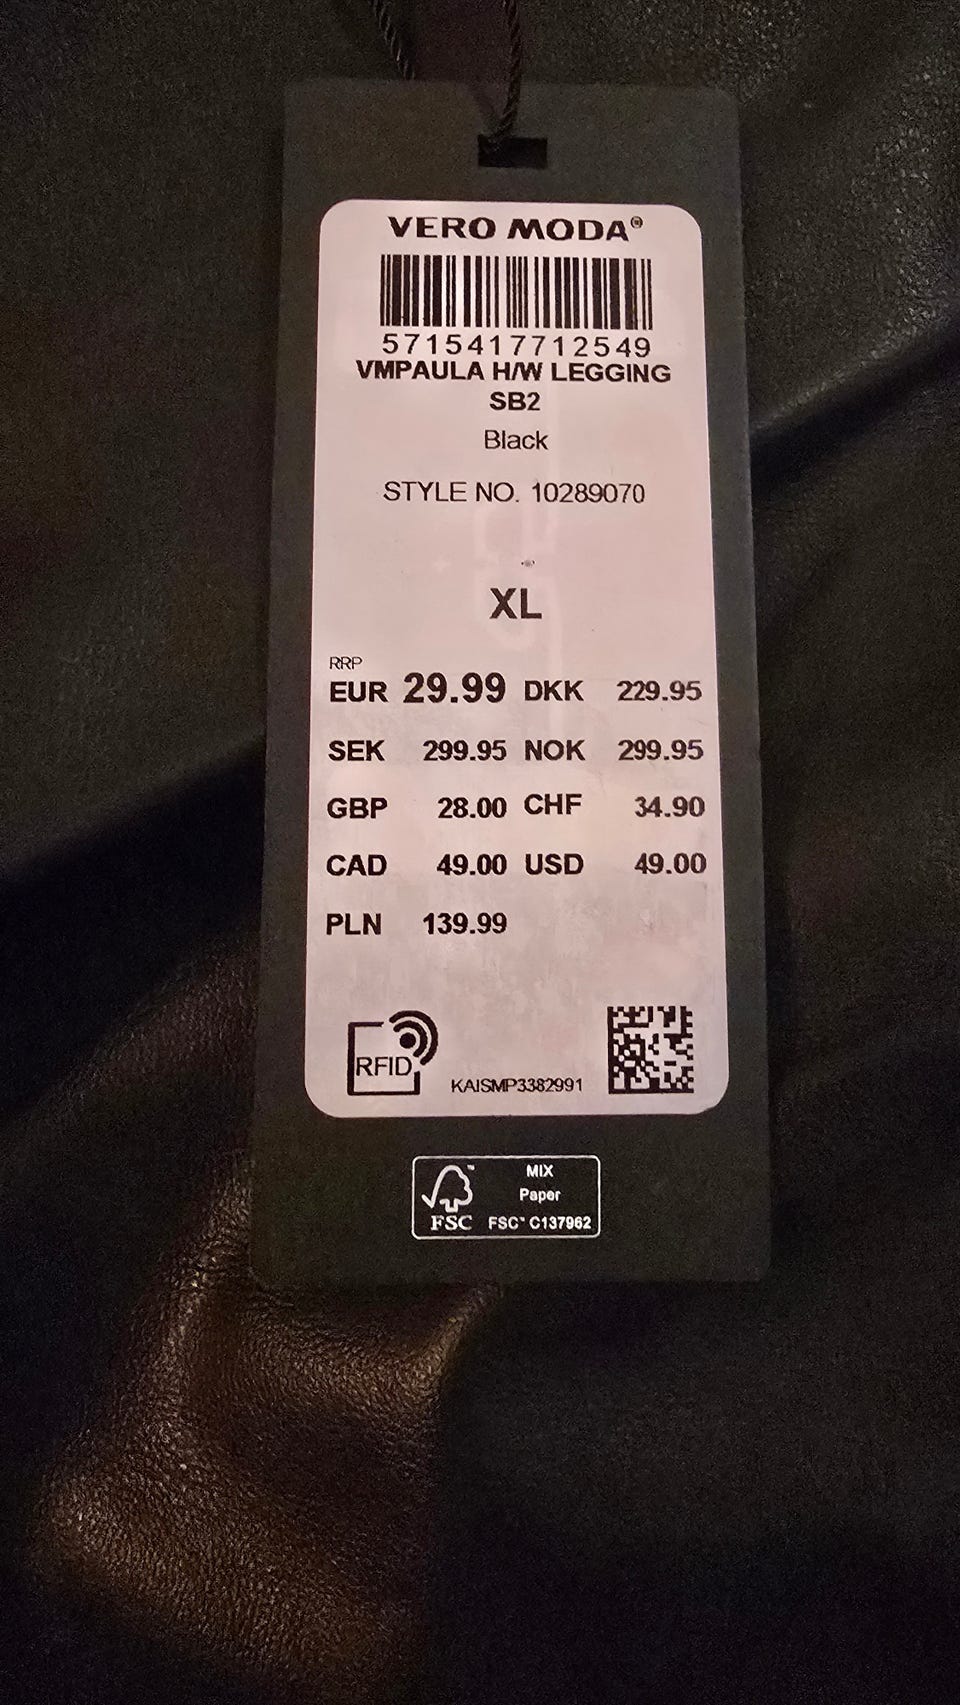 VERO MODA®
5715417712549
VMPAULA H/W LEGGING
SB2
Black
STYLE NO. 10289070
XL
RRP
EUR 29.99 DKK 229.95
SEK 299.95 NOK 299.95
GBP 28.00 CHF 34.90
CAD 49.00 USD 49.00
PLN 139.99
RFID
KAISMP3382991
MIX
Paper
FSC FSC™ C137962